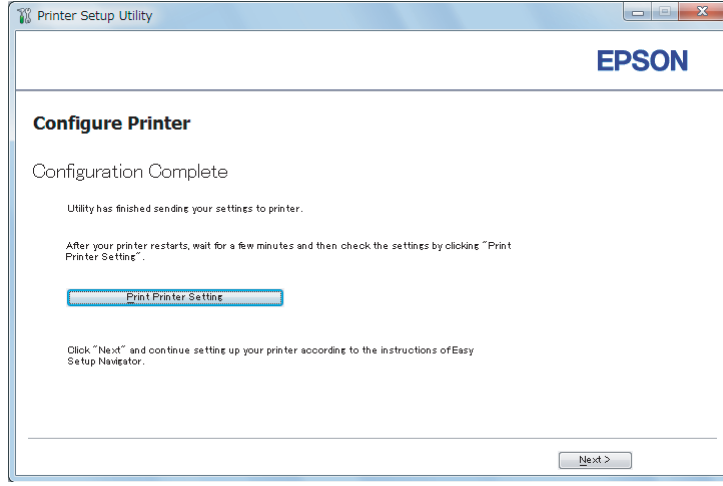 Printer Setup Utility
EPSON
Configure Printer
Configuration Complete
Utility has finished sending your settings to printer.
After your printer restarts, wait for a few minutes and then check the settings by clicking "Print
Printer Setting".
Print Printer Setting
Click "Next" and continue setting up your printer according to the instructions of Easy
Setup Navigator.
Next >